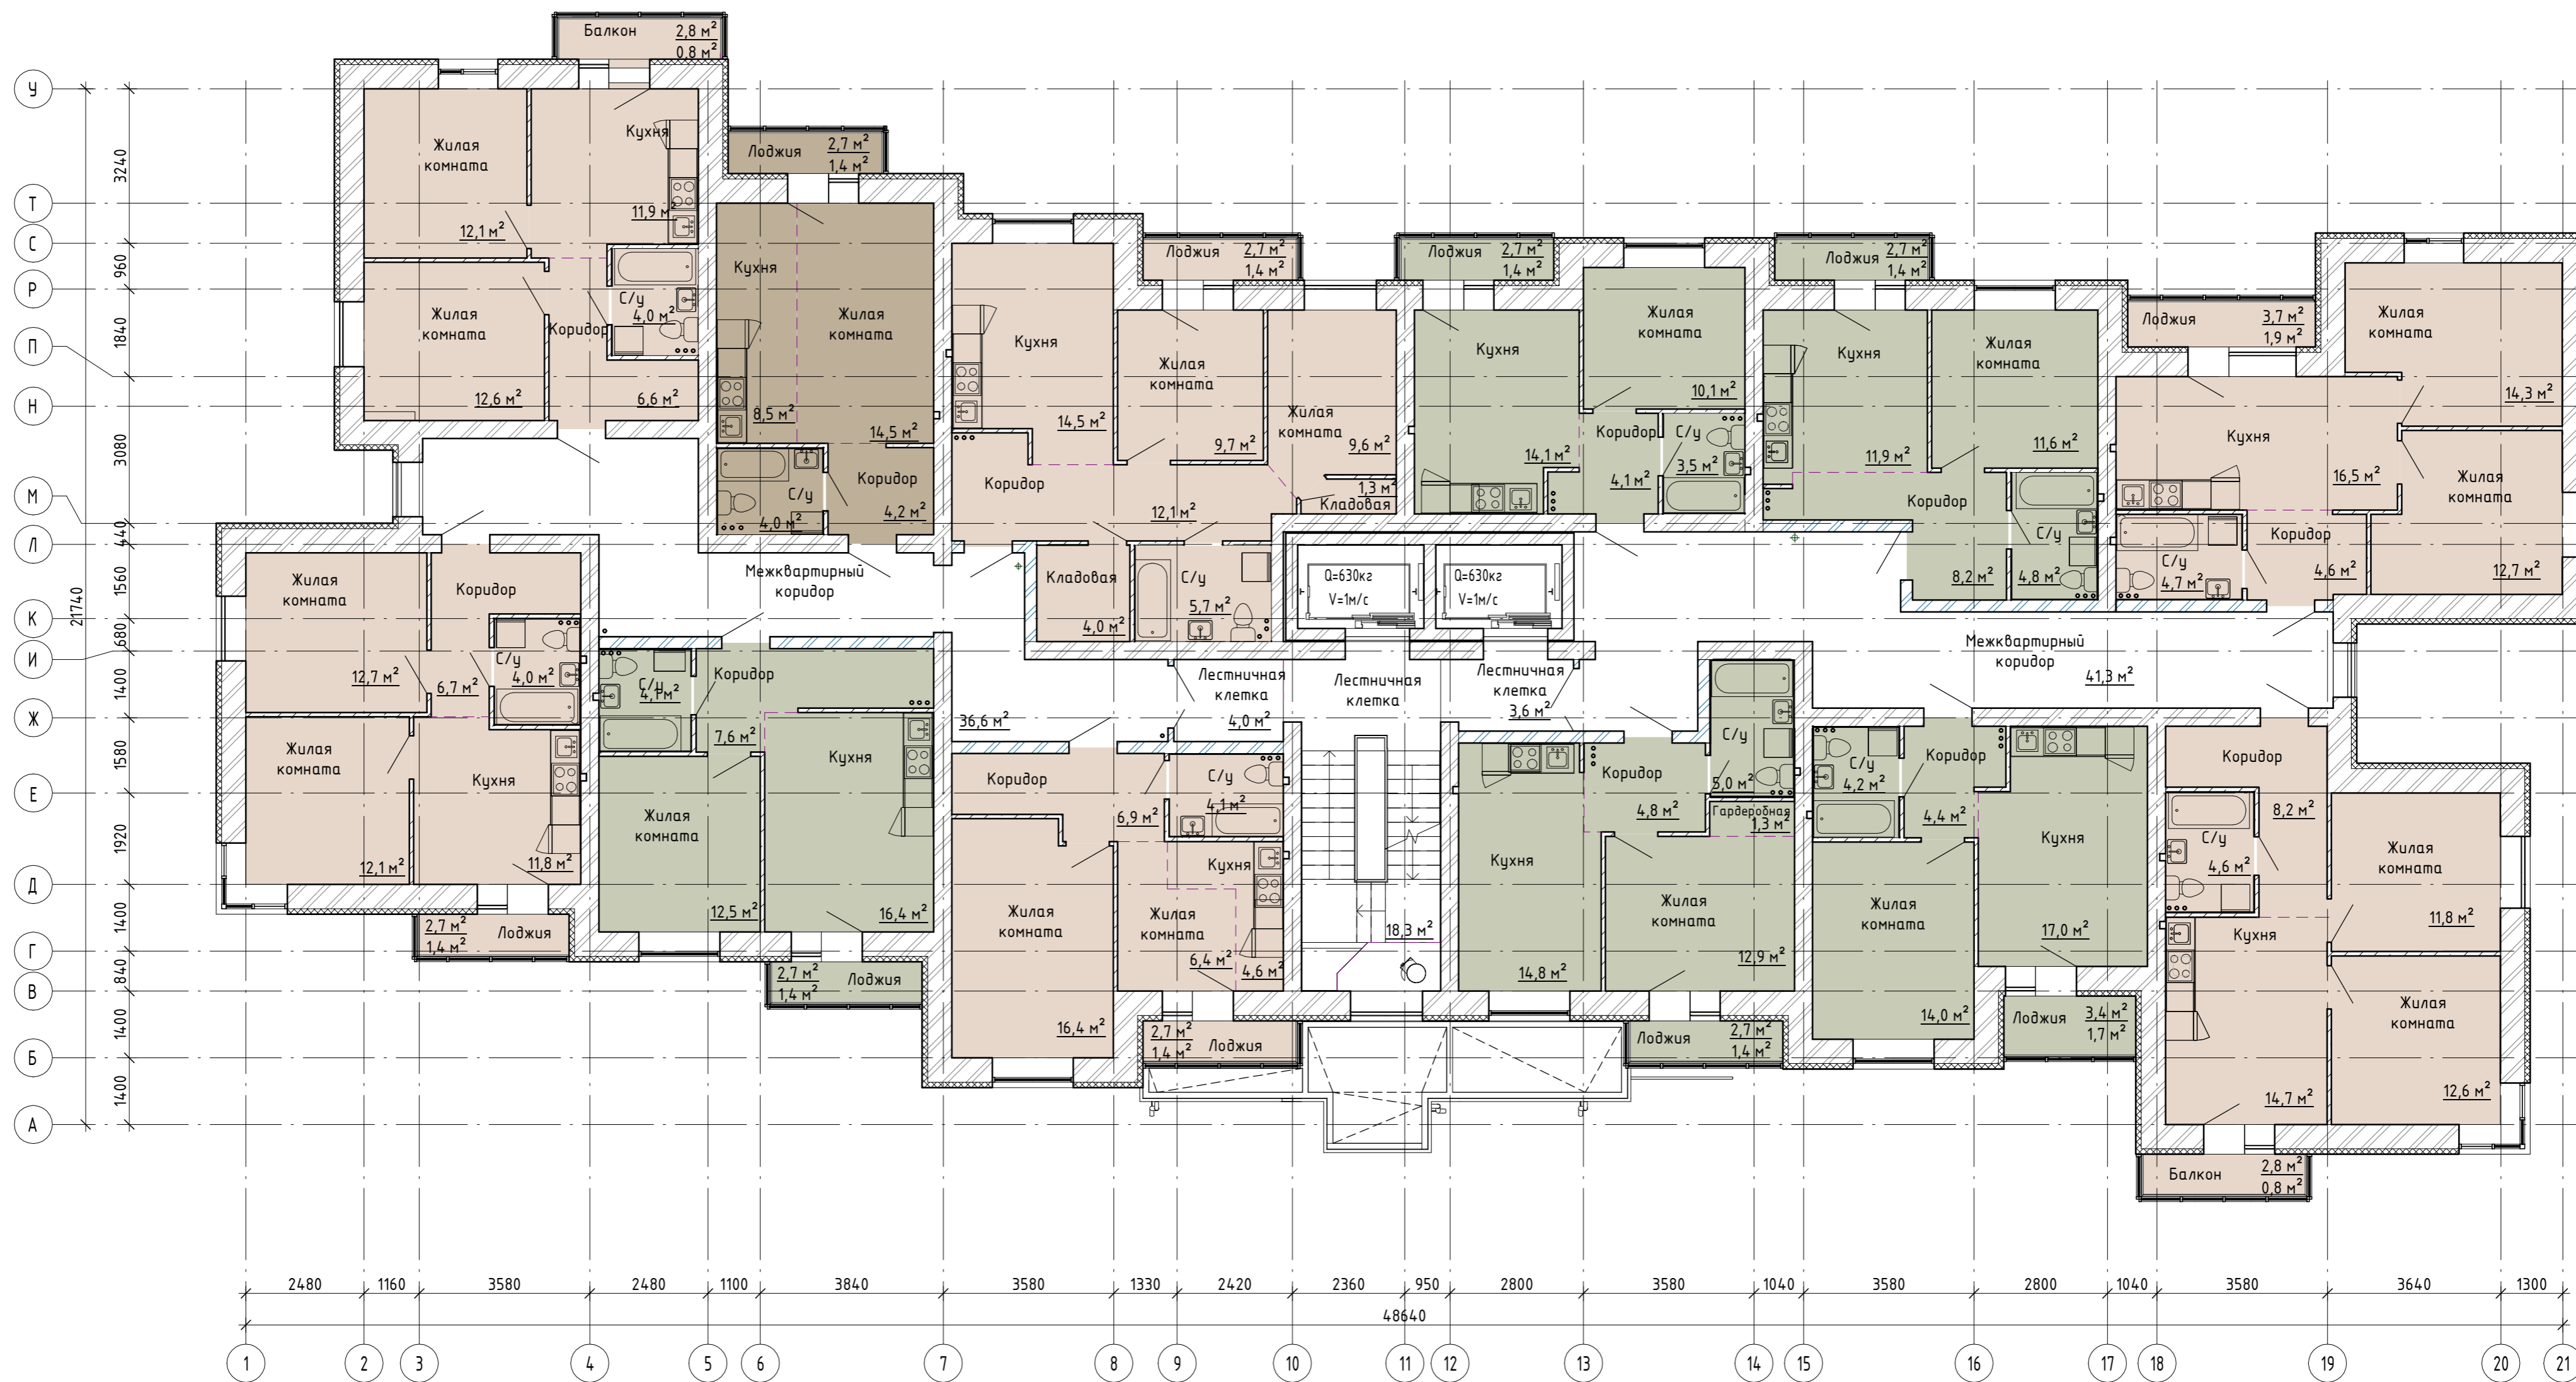 Балкон 2,8 м²
0,8 м²
У
Жилая
комната
12,1 м²
Кухня
11,9 м²
Лоджия 2,7 м²
1,4 м²
3240
Т
С
960
Р
1840
П
Н
3080
М
440
Л
1560
К
680
И
1400
Ж
1580
Е
1920
Д
1400
Г
840
В
1400
Б
1400
А
21740
Жилая
комната
12,6 м²
Коридор
6,6 м²
С/у
4,0 м²
Кухня
8,5 м²
Жилая
комната
14,5 м²
С/у
4,0 м²
Коридор
4,2 м²
Кухня
14,5 м²
Коридор
12,1 м²
Лоджия 2,7 м²
1,4 м²
Жилая
комната
9,7 м²
Жилая
комната
9,6 м²
1,3 м²
Кладовая
Кладовая
4,0 м²
С/у
5,7 м²
Лоджия 2,7 м²
1,4 м²
Кухня
14,1 м²
Жилая
комната
10,1 м²
Коридор
4,1 м²
С/у
3,5 м²
Лоджия 2,7 м²
1,4 м²
Кухня
11,9 м²
Жилая
комната
11,6 м²
Коридор
8,2 м²
С/у
4,8 м²
Лоджия 3,7 м²
1,9 м²
Кухня
16,5 м²
Жилая
комната
14,3 м²
Жилая
комната
12,7 м²
С/у
4,7 м²
Коридор
4,6 м²
Межквартирный
коридор
Q=630кг
V=1м/с
Q=630кг
V=1м/с
Межквартирный
коридор
41,3 м²
Жилая
комната
12,7 м²
Коридор
6,7 м²
С/у
4,0 м²
Жилая
комната
12,1 м²
Кухня
11,8 м²
2,7 м² Лоджия
1,4 м²
С/у
4,1 м²
Коридор
7,6 м²
Жилая
комната
12,5 м²
Кухня
16,4 м²
2,7 м² Лоджия
1,4 м²
36,6 м²
Лестничная
клетка
4,0 м²
Лестничная
клетка
18,3 м²
Лестничная
клетка
3,6 м²
Коридор
6,9 м²
С/у
4,1 м²
Жилая
комната
16,4 м²
Кухня
4,6 м²
Жилая
комната
6,4 м²
2,7 м² Лоджия
1,4 м²
Кухня
14,8 м²
Коридор
4,8 м²
С/у
5,0 м²
Гардеробная
1,3 м²
Жилая
комната
12,9 м²
Лоджия 2,7 м²
1,4 м²
С/у
4,2 м²
Коридор
4,4 м²
Кухня
17,0 м²
Жилая
комната
14,0 м²
Лоджия 3,4 м²
1,7 м²
Коридор
8,2 м²
С/у
4,6 м²
Жилая
комната
11,8 м²
Кухня
14,7 м²
Жилая
комната
12,6 м²
Балкон 2,8 м²
0,8 м²
2480 1160 3580 2480 1100 3840 3580 1330 2420 2360 950 2800 3580 1040 3580 2800 1040 3580 3640 1300
48640
1 2 3 4 5 6 7 8 9 10 11 12 13 14 15 16 17 18 19 20 21